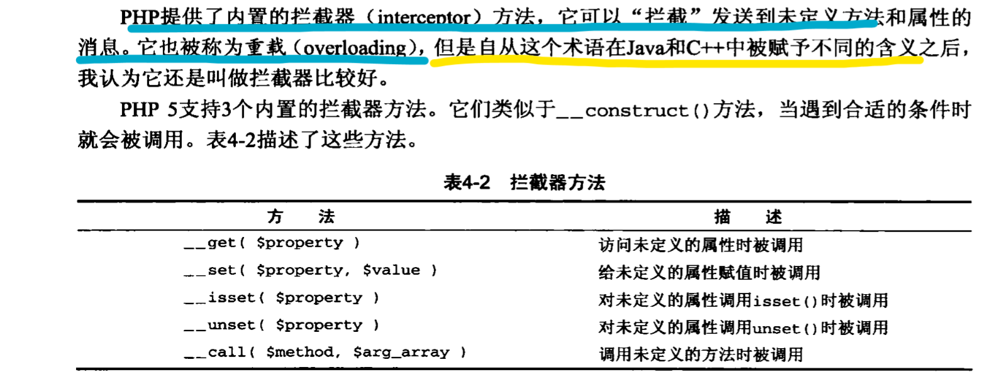 PHP提供了内置的拦截器（interceptor）方法，它可以“拦截”发送到未定义方法和属性的
消息。它也被称为重载（overloading），但是自从这个术语在Java和C++中被赋予不同的含义之后，
我认为它还是叫做拦截器比较好。
PHP 5支持3个内置的拦截器方法。它们类似于__construct()方法，当遇到合适的条件时
就会被调用。表4-2描述了这些方法。
表4-2 拦截器方法
方 法 描 述
__get( $property ) 访问未定义的属性时被调用
__set( $property, $value ) 给未定义的属性赋值时被调用
__isset( $property ) 对未定义的属性调用isset()时被调用
__unset( $property ) 对未定义的属性调用unset()时被调用
__call( $method, $arg_array ) 调用未定义的方法时被调用